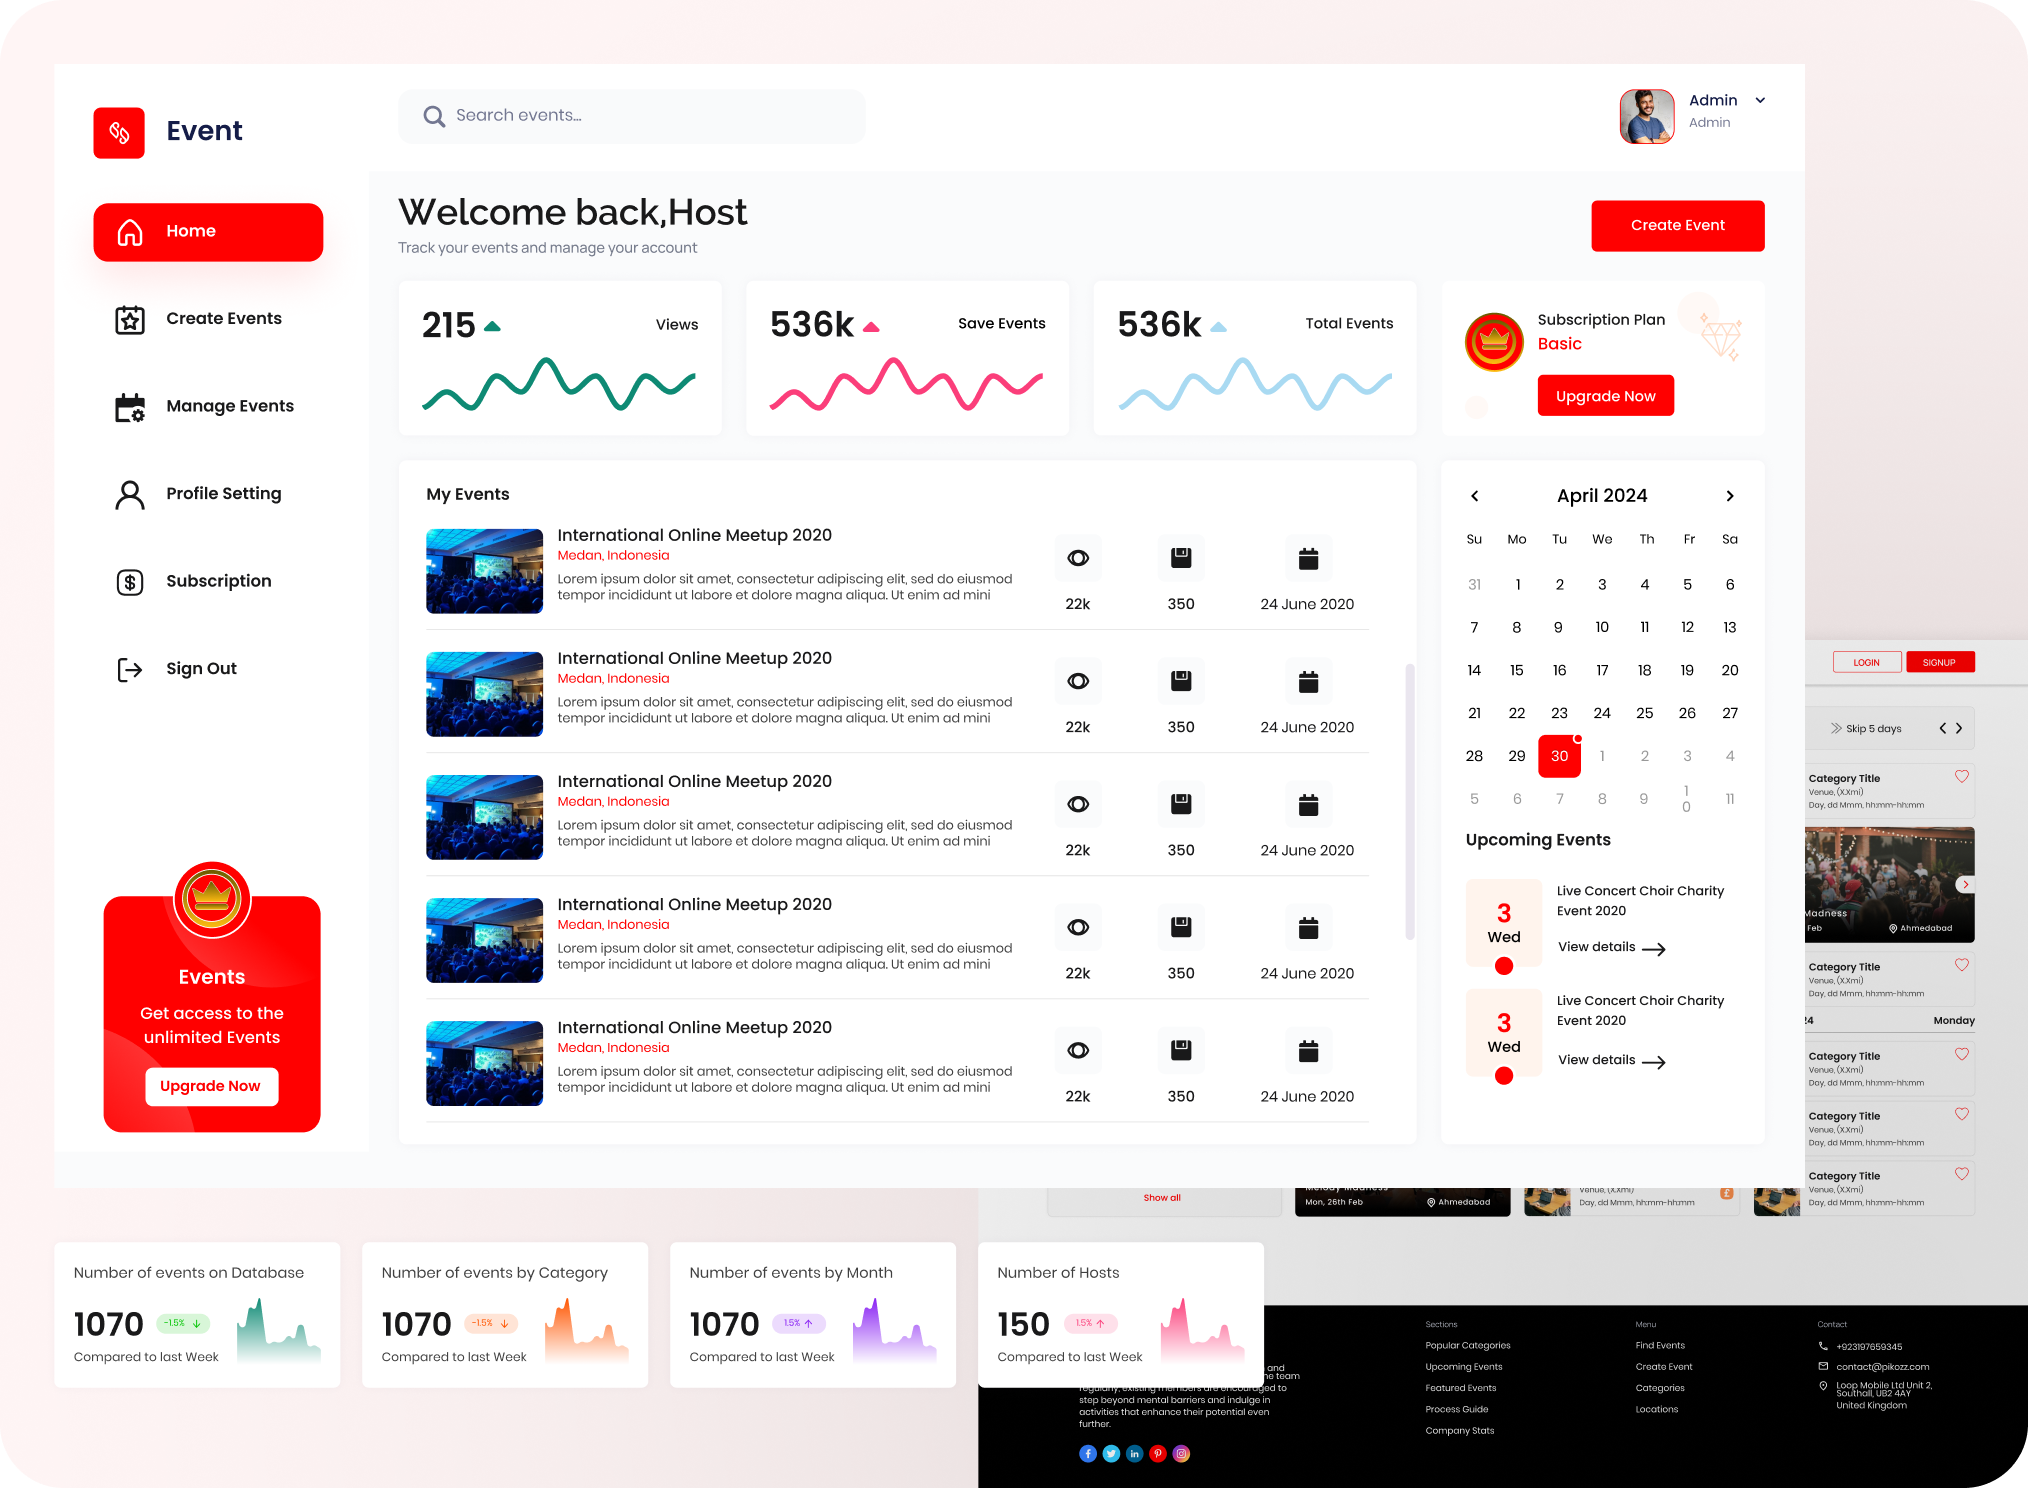 Event
Search events...
Admin
Admin
Home
Create Events
Manage Events
Profile Setting
Subscription
Sign Out
Events
Get access to the
unlimited Events
Upgrade Now
Welcome back,Host
Track your events and manage your account
Create Event
215
Views
536k
Save Events
536k
Total Events
Subscription Plan
Basic
Upgrade Now
My Events
International Online Meetup 2020
Medan, Indonesia
Lorem ipsum dolor sit amet, consectetur adipiscing elit, sed do eiusmod
tempor incididunt ut labore et dolore magna aliqua. Ut enim ad mini
22k
350
24 June 2020
International Online Meetup 2020
Medan, Indonesia
Lorem ipsum dolor sit amet, consectetur adipiscing elit, sed do eiusmod
tempor incididunt ut labore et dolore magna aliqua. Ut enim ad mini
22k
350
24 June 2020
International Online Meetup 2020
Medan, Indonesia
Lorem ipsum dolor sit amet, consectetur adipiscing elit, sed do eiusmod
tempor incididunt ut labore et dolore magna aliqua. Ut enim ad mini
22k
350
24 June 2020
International Online Meetup 2020
Medan, Indonesia
Lorem ipsum dolor sit amet, consectetur adipiscing elit, sed do eiusmod
tempor incididunt ut labore et dolore magna aliqua. Ut enim ad mini
22k
350
24 June 2020
International Online Meetup 2020
Medan, Indonesia
Lorem ipsum dolor sit amet, consectetur adipiscing elit, sed do eiusmod
tempor incididunt ut labore et dolore magna aliqua. Ut enim ad mini
22k
350
24 June 2020
April 2024
Su Mo Tu We Th Fr Sa
31 1 2 3 4 5 6
7 8 9 10 11 12 13
14 15 16 17 18 19 20
21 22 23 24 25 26 27
28 29 30 1 2 3 4
5 6 7 8 9 10 11
Upcoming Events
3
Wed
Live Concert Choir Charity
Event 2020
View details
3
Wed
Live Concert Choir Charity
Event 2020
View details
LOGIN
SIGNUP
Skip 5 days
Category Title
Venue, (X.Xmi)
Day, dd Mmm, hh:mm-hh:mm
Madness
Feb
Ahmedabad
Category Title
Venue, (X.Xmi)
Day, dd Mmm, hh:mm-hh:mm
24
Monday
Category Title
Venue, (X.Xmi)
Day, dd Mmm, hh:mm-hh:mm
Category Title
Venue, (X.Xmi)
Day, dd Mmm, hh:mm-hh:mm
Category Title
Venue, (X.Xmi)
Day, dd Mmm, hh:mm-hh:mm
Show all
Melody Madness
Mon, 26th Feb
Ahmedabad
Venue, (X.Xmi)
Day, dd Mmm, hh:mm-hh:mm
£
Number of events on Database
1070
-1.5%
Compared to last Week
Number of events by Category
1070
-1.5%
Compared to last Week
Number of events by Month
1070
1.5%
Compared to last Week
Number of Hosts
150
1.5%
Compared to last Week
and
the team
regularly, existing members are encouraged to
step beyond mental barriers and indulge in
activities that enhance their potential even
further.
Sections
Popular Categories
Upcoming Events
Featured Events
Process Guide
Company Stats
Menu
Find Events
Create Event
Categories
Locations
Contact
+923197659345
contact@pikozz.com
Loop Mobile Ltd Unit 2,
Southall, UB2 4AY
United Kingdom